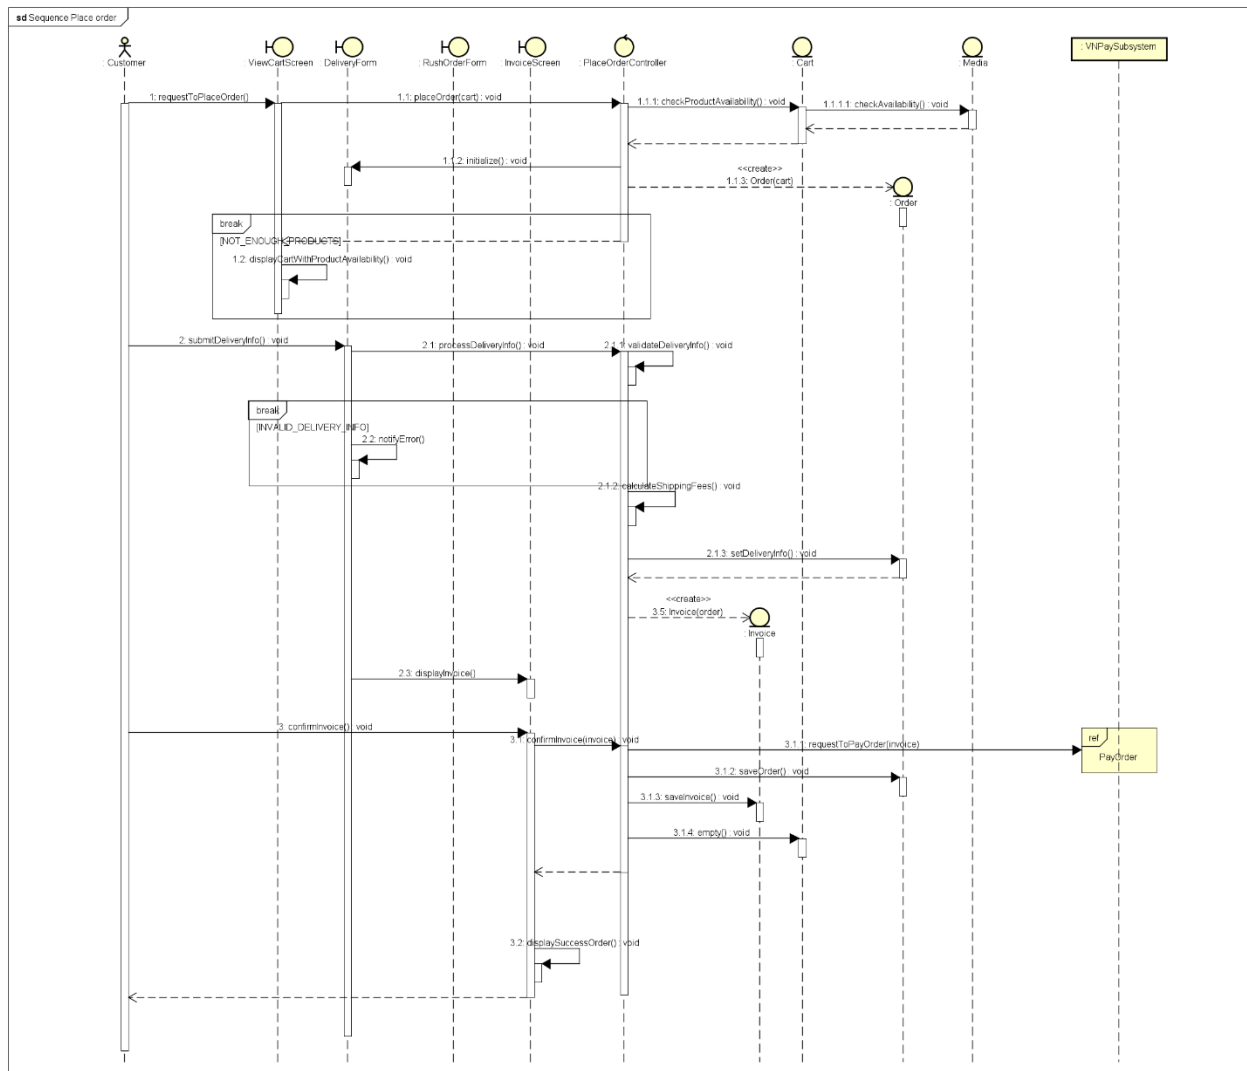 sd Sequence Place order
: Customer
: ViewCartScreen
: DeliveryForm
: RushOrderForm
: InvoiceScreen
: PlaceOrderController
: Cart
: Media
: VNPaySubsystem
1: requestToPlaceOrder()
1.1: placeOrder(cart) : void
1.1.1: checkProductAvailability() : void
1.1.1.1: checkAvailability() : void
1.1.2: initialize() : void
<<create>>
1.1.3: Order(cart)
: Order
break
[NOT_ENOUGH_PRODUCTS]
1.2: displayCartWithProductAvailability() : void
2: submitDeliveryInfo() : void
2.1: processDeliveryInfo() : void
2.1.1: validateDeliveryInfo() : void
break
[INVALID_DELIVERY_INFO]
2.2: notifyError()
2.1.2: calculateShippingFees() : void
2.1.3: setDeliveryInfo() : void
<<create>>
3.5: Invoice(order)
: Invoice
2.3: displayInvoice()
3: confirmInvoice() : void
3.1: confirmInvoice(invoice) : void
3.1.1: requestToPayOrder(invoice)
ref
PayOrder
3.1.2: saveOrder() : void
3.1.3: saveInvoice() : void
3.1.4: empty() : void
3.2: displaySuccessOrder() : void